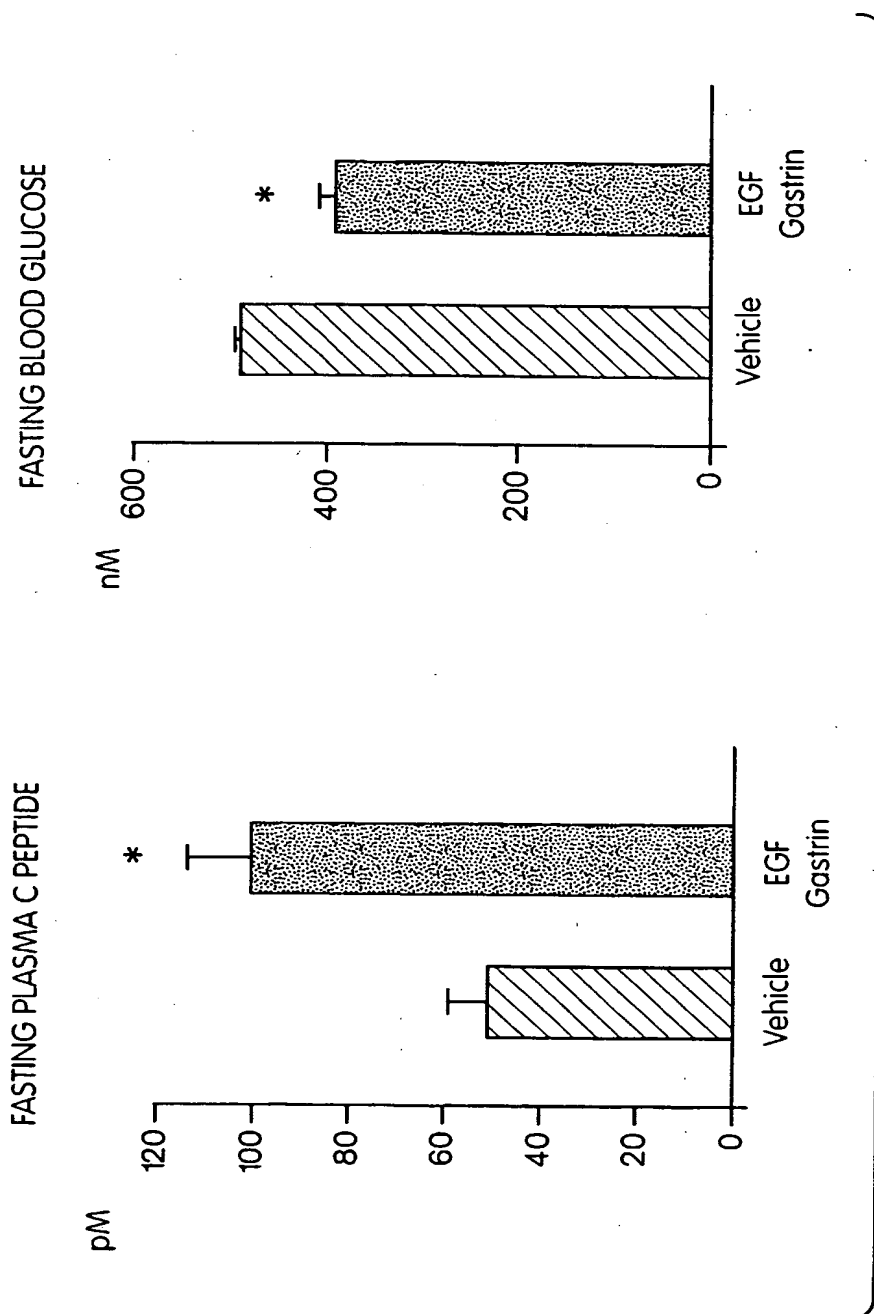 FASTING PLASMA C PEPTIDE
pM
120
100
80
60
40
20
0
*
Vehicle
EGF
Gastrin
FASTING BLOOD GLUCOSE
nM
600
400
200
0
*
Vehicle
EGF
Gastrin